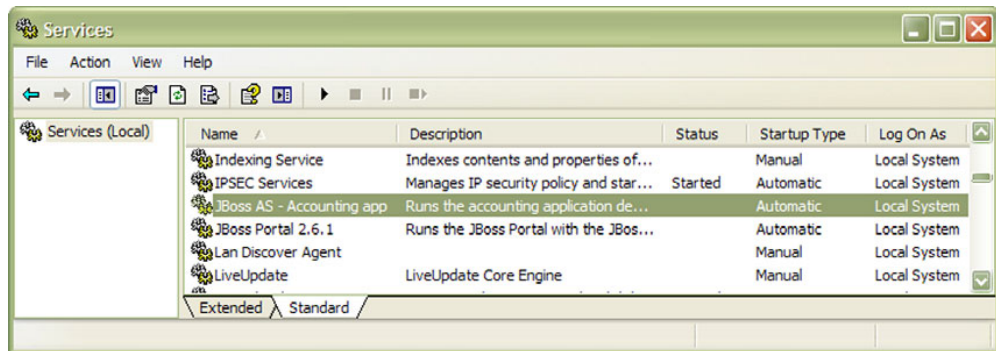 Services
File Action View Help
Services (Local)
Name Description Status Startup Type Log On As
Indexing Service Indexes contents and properties of... Manual Local System
IPSEC Services Manages IP security policy and star... Started Automatic Local System
JBoss AS - Accounting app Runs the accounting application de... Automatic Local System
JBoss Portal 2.6.1 Runs the JBoss Portal with the JBos... Automatic Local System
Lan Discover Agent Manual Local System
LiveUpdate LiveUpdate Core Engine Manual Local System
Extended Standard